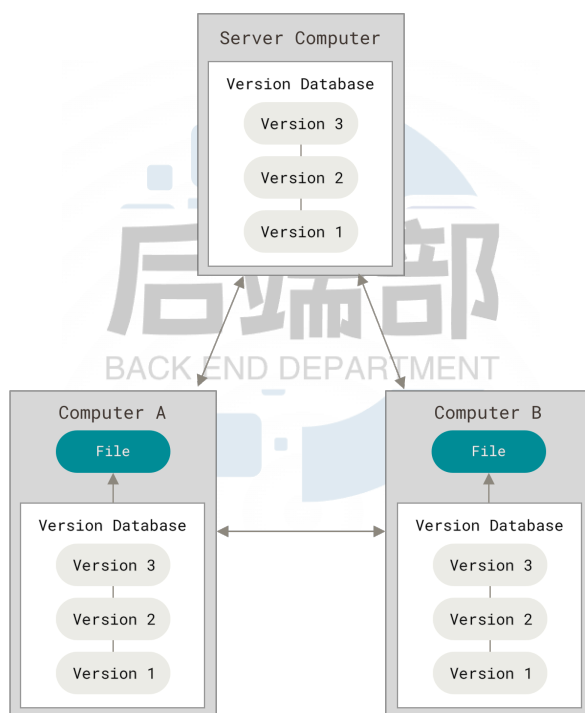 Server Computer
Version Database
Version 3
Version 2
Version 1
后端部
BACK END DEPARTMENT
Computer A
File
Version Database
Version 3
Version 2
Version 1
Computer B
File
Version Database
Version 3
Version 2
Version 1